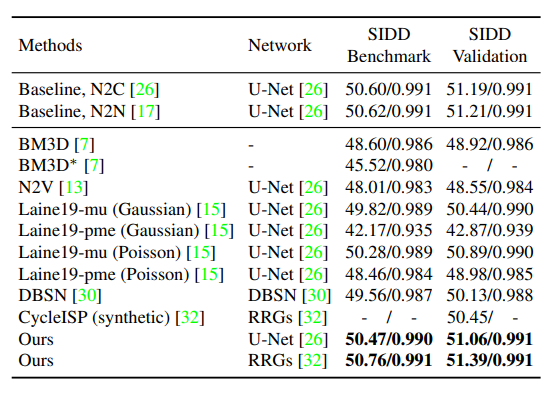 Methods Network SIDD Benchmark SIDD Validation
Baseline, N2C [26] U-Net [26] 50.60/0.991 51.19/0.991
Baseline, N2N [17] U-Net [26] 50.62/0.991 51.21/0.991
BM3D [7] - 48.60/0.986 48.92/0.986
BM3D* [7] - 45.52/0.980 - / -
N2V [13] U-Net [26] 48.01/0.983 48.55/0.984
Laine19-mu (Gaussian) [15] U-Net [26] 49.82/0.989 50.44/0.990
Laine19-pme (Gaussian) [15] U-Net [26] 42.17/0.935 42.87/0.939
Laine19-mu (Poisson) [15] U-Net [26] 50.28/0.989 50.89/0.990
Laine19-pme (Poisson) [15] U-Net [26] 48.46/0.984 48.98/0.985
DBSN [30] DBSN [30] 49.56/0.987 50.13/0.988
CycleISP (synthetic) [32] RRGs [32] - / - 50.45/ -
Ours U-Net [26] 50.47/0.990 51.06/0.991
Ours RRGs [32] 50.76/0.991 51.39/0.991